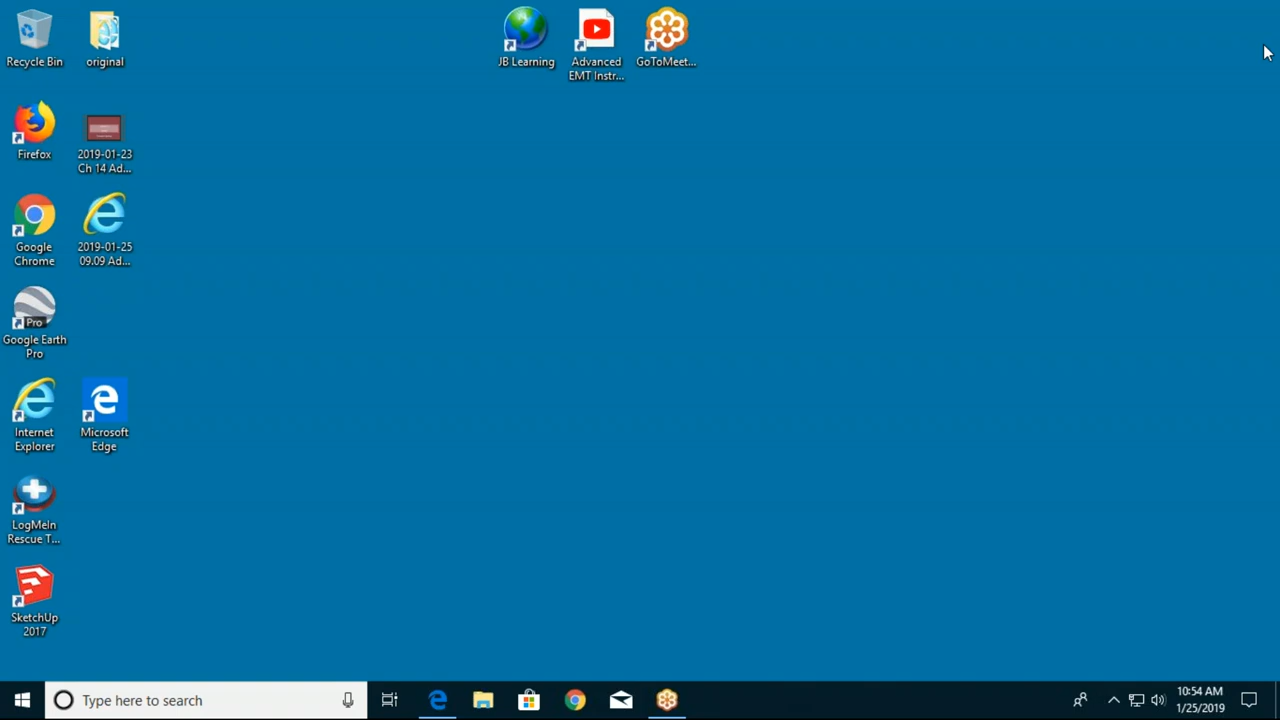 Recycle Bin
original
JB Learning
Advanced
EMT Instr...
GoToMeet...
Firefox
2019-01-23
Ch 14 Ad...
Google
Chrome
2019-01-25
09.09 Ad...
Pro
Google Earth
Pro
Internet
Explorer
Microsoft
Edge
LogMeIn
Rescue T...
SketchUp
2017
Type here to search
10:54 AM
1/25/2019